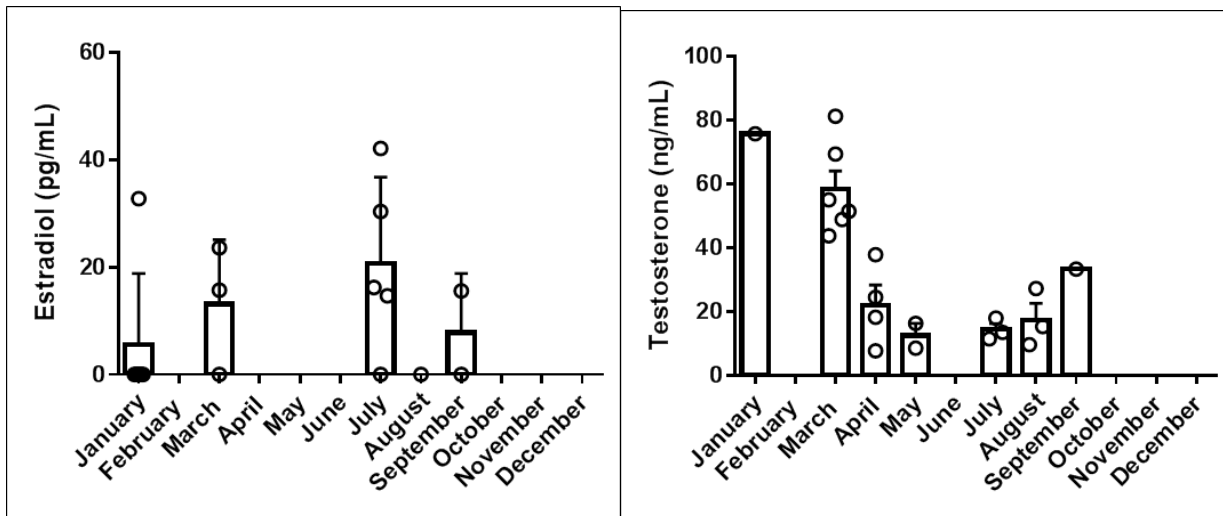 Estradiol (pg/mL)
60
40
20
0
January
February
March
April
May
June
July
August
September
October
November
December
Testosterone (ng/mL)
100
80
60
40
20
0
January
February
March
April
May
June
July
August
September
October
November
December